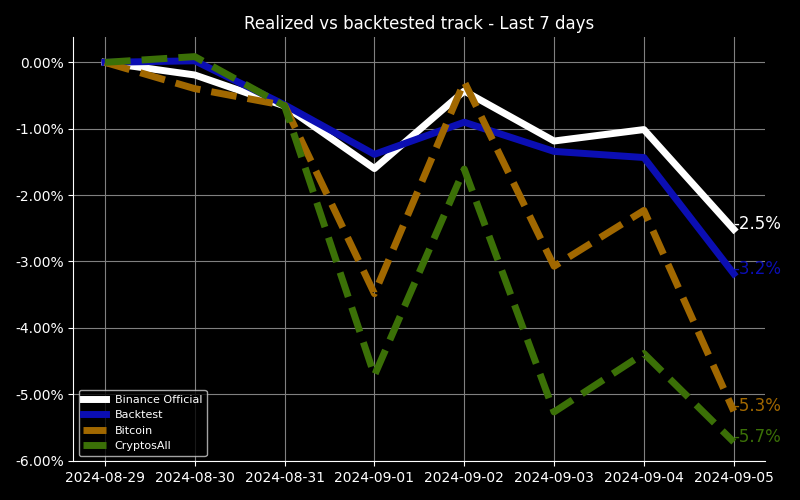 Realized vs backtested track - Last 7 days
0.00%
-1.00%
-2.00%
-3.00%
-4.00%
-5.00%
-6.00%
-2.5%
-3.2%
-5.3%
-5.7%
Binance Official
Backtest
Bitcoin
CryptosAll
2024-08-29 2024-08-30 2024-08-31 2024-09-01 2024-09-02 2024-09-03 2024-09-04 2024-09-05